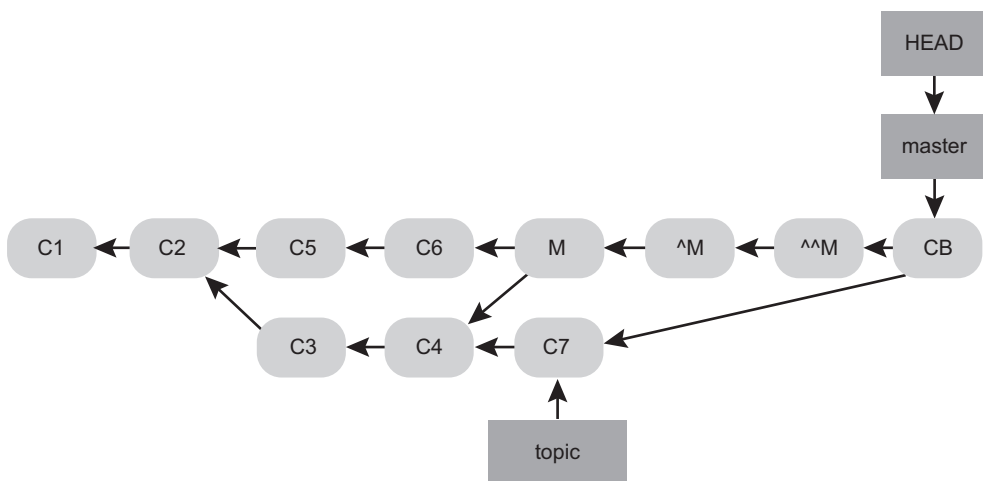 HEAD
master
C1 C2 C5 C6 M ^M ^^M CB
C3 C4 C7
topic